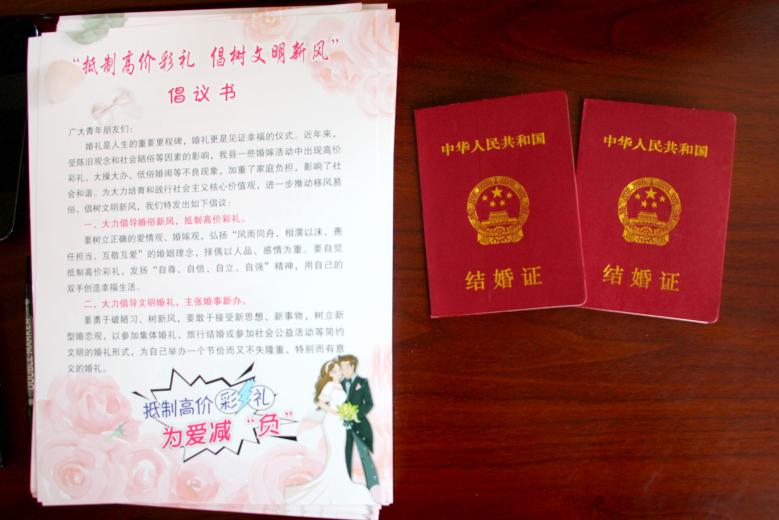 “抵制高价彩礼 倡树文明新风”
倡议书
广大青年朋友们：
婚礼是人生的重要里程碑，婚礼更是见证幸福的仪式。近年来，
受陈旧观念和社会陋俗等因素的影响，我县一些婚嫁活动中出现高价
彩礼、大操大办、低俗婚闹等不良现象，加重了家庭负担，影响了社
会和谐。为大力培育和践行社会主义核心价值观，进一步推动移风易
俗、倡树文明新风，我们特发出如下倡议：
一、大力倡导婚俗新风，抵制高价彩礼。
要树立正确的爱情观、婚嫁观，弘扬“风雨同舟、相濡以沫、责
任担当、互敬互爱”的婚姻理念，择偶以人品、感情为重。要自觉
抵制高价彩礼，发扬“自尊、自信、自立、自强”精神，用自己的
双手创造幸福生活。
二、大力倡导文明婚礼，主张婚事新办。
要勇于破陋习、树新风，要敢于接受新思想、新事物，树立新
型婚恋观，以参加集体婚礼、旅行结婚或参加社会公益活动等简约
文明的婚礼形式，为自己举办一个节俭而又不失隆重、特别而有意
义的婚礼。
抵制高价彩礼
为爱减“负”
中华人民共和国
结婚证
中华人民共和国
结婚证